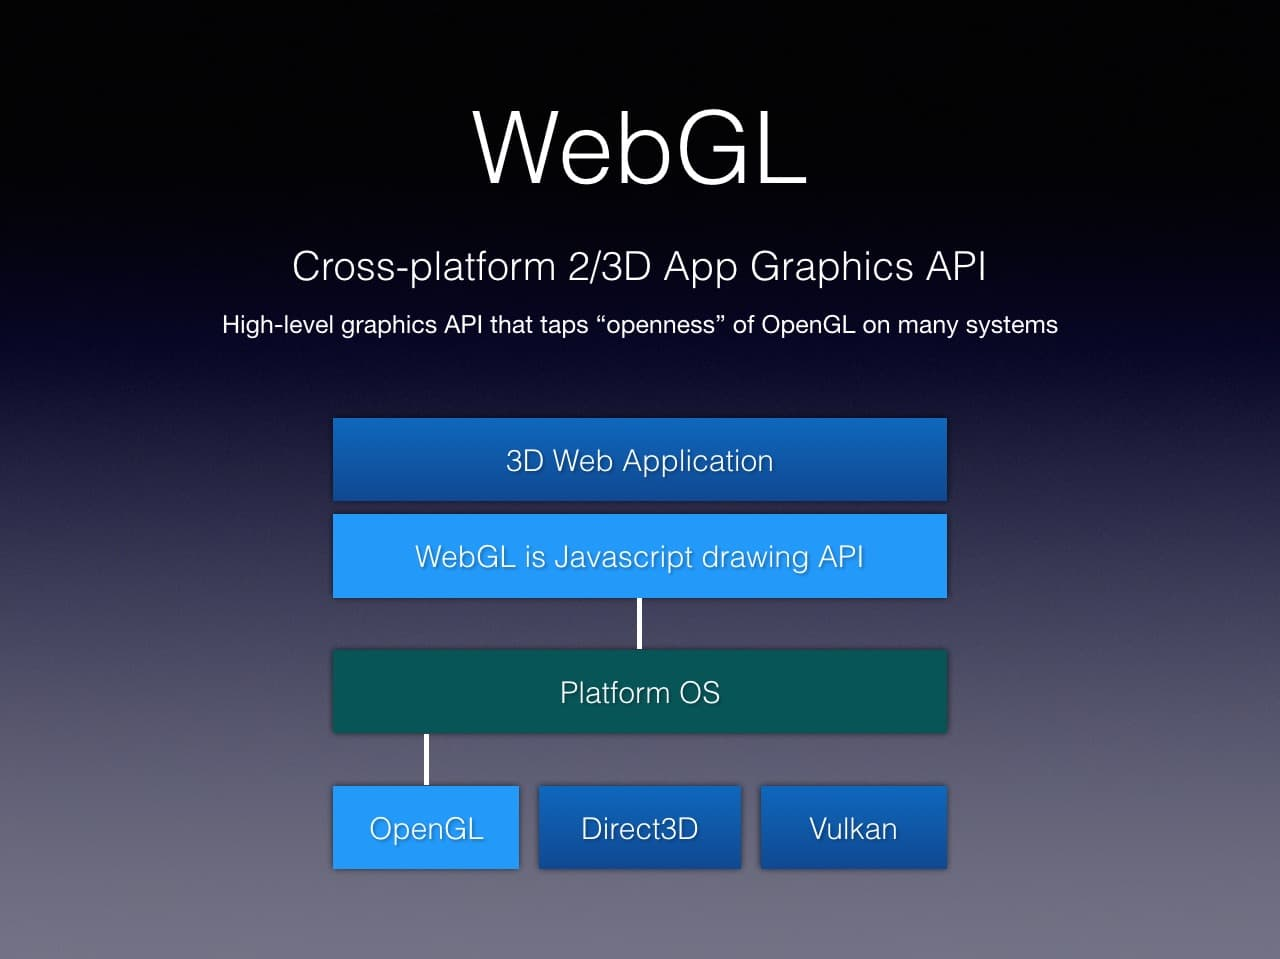 WebGL
Cross-platform 2/3D App Graphics API
High-level graphics API that taps “openness” of OpenGL on many systems
3D Web Application
WebGL is Javascript drawing API
Platform OS
OpenGL
Direct3D
Vulkan